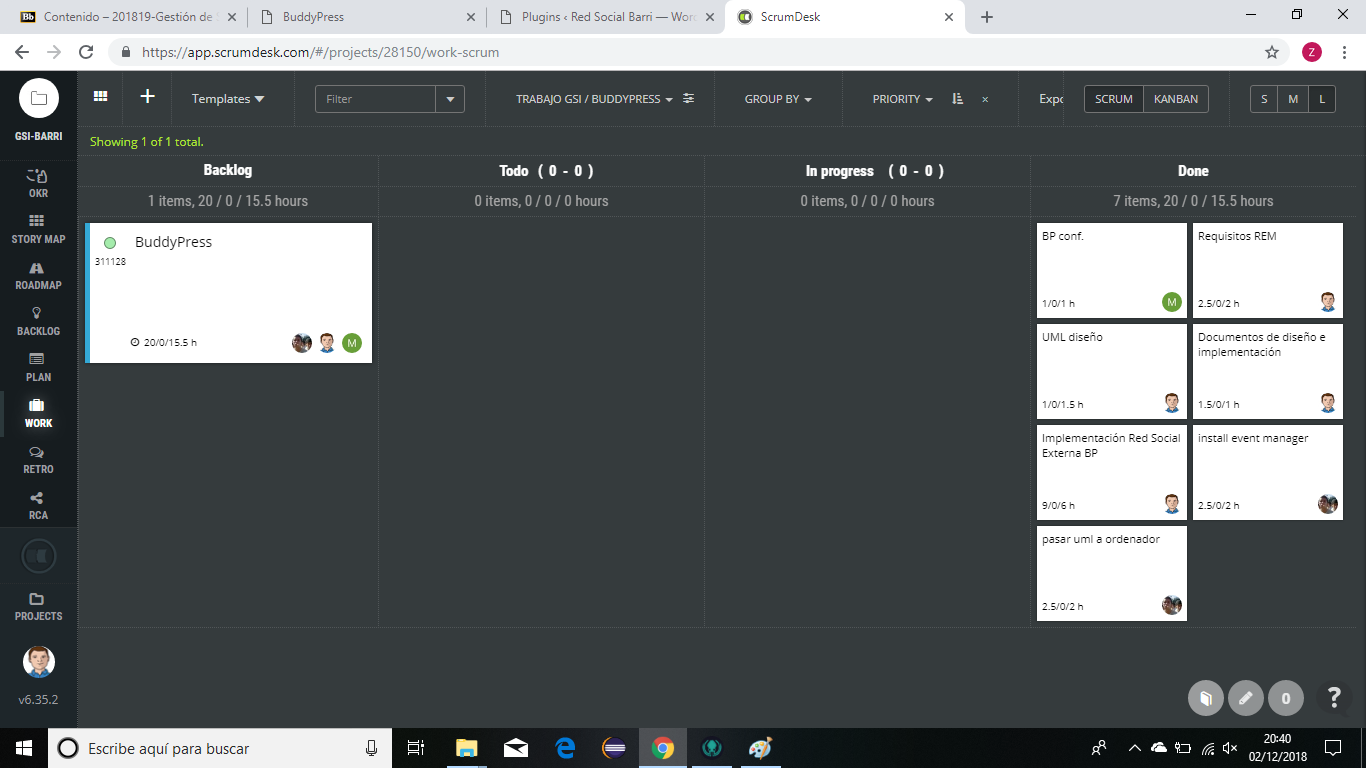 Bb Contenido – 201819-Gestión de
BuddyPress
Plugins ‹ Red Social Barri — Word
ScrumDesk
https://app.scrumdesk.com/#/projects/28150/work-scrum
Z
GSI-BARRI
Templates
Filter
TRABAJO GSI / BUDDYPRESS
GROUP BY
PRIORITY
×
Expo
SCRUM
KANBAN
S
M
L
Showing 1 of 1 total.
Backlog
Todo ( 0 - 0 )
In progress ( 0 - 0 )
Done
1 items, 20 / 0 / 15.5 hours
0 items, 0 / 0 / 0 hours
0 items, 0 / 0 / 0 hours
7 items, 20 / 0 / 15.5 hours
OKR
STORY MAP
ROADMAP
BACKLOG
PLAN
WORK
RETRO
RCA
PROJECTS
v6.35.2
BuddyPress
311128
20/0/15.5 h
M
BP conf.
1/0/1 h
M
Requisitos REM
2.5/0/2 h
UML diseño
1/0/1.5 h
Documentos de diseño e
implementación
1.5/0/1 h
Implementación Red Social
Externa BP
9/0/6 h
install event manager
2.5/0/2 h
pasar uml a ordenador
2.5/0/2 h
0
?
Escribe aquí para buscar
20:40
02/12/2018